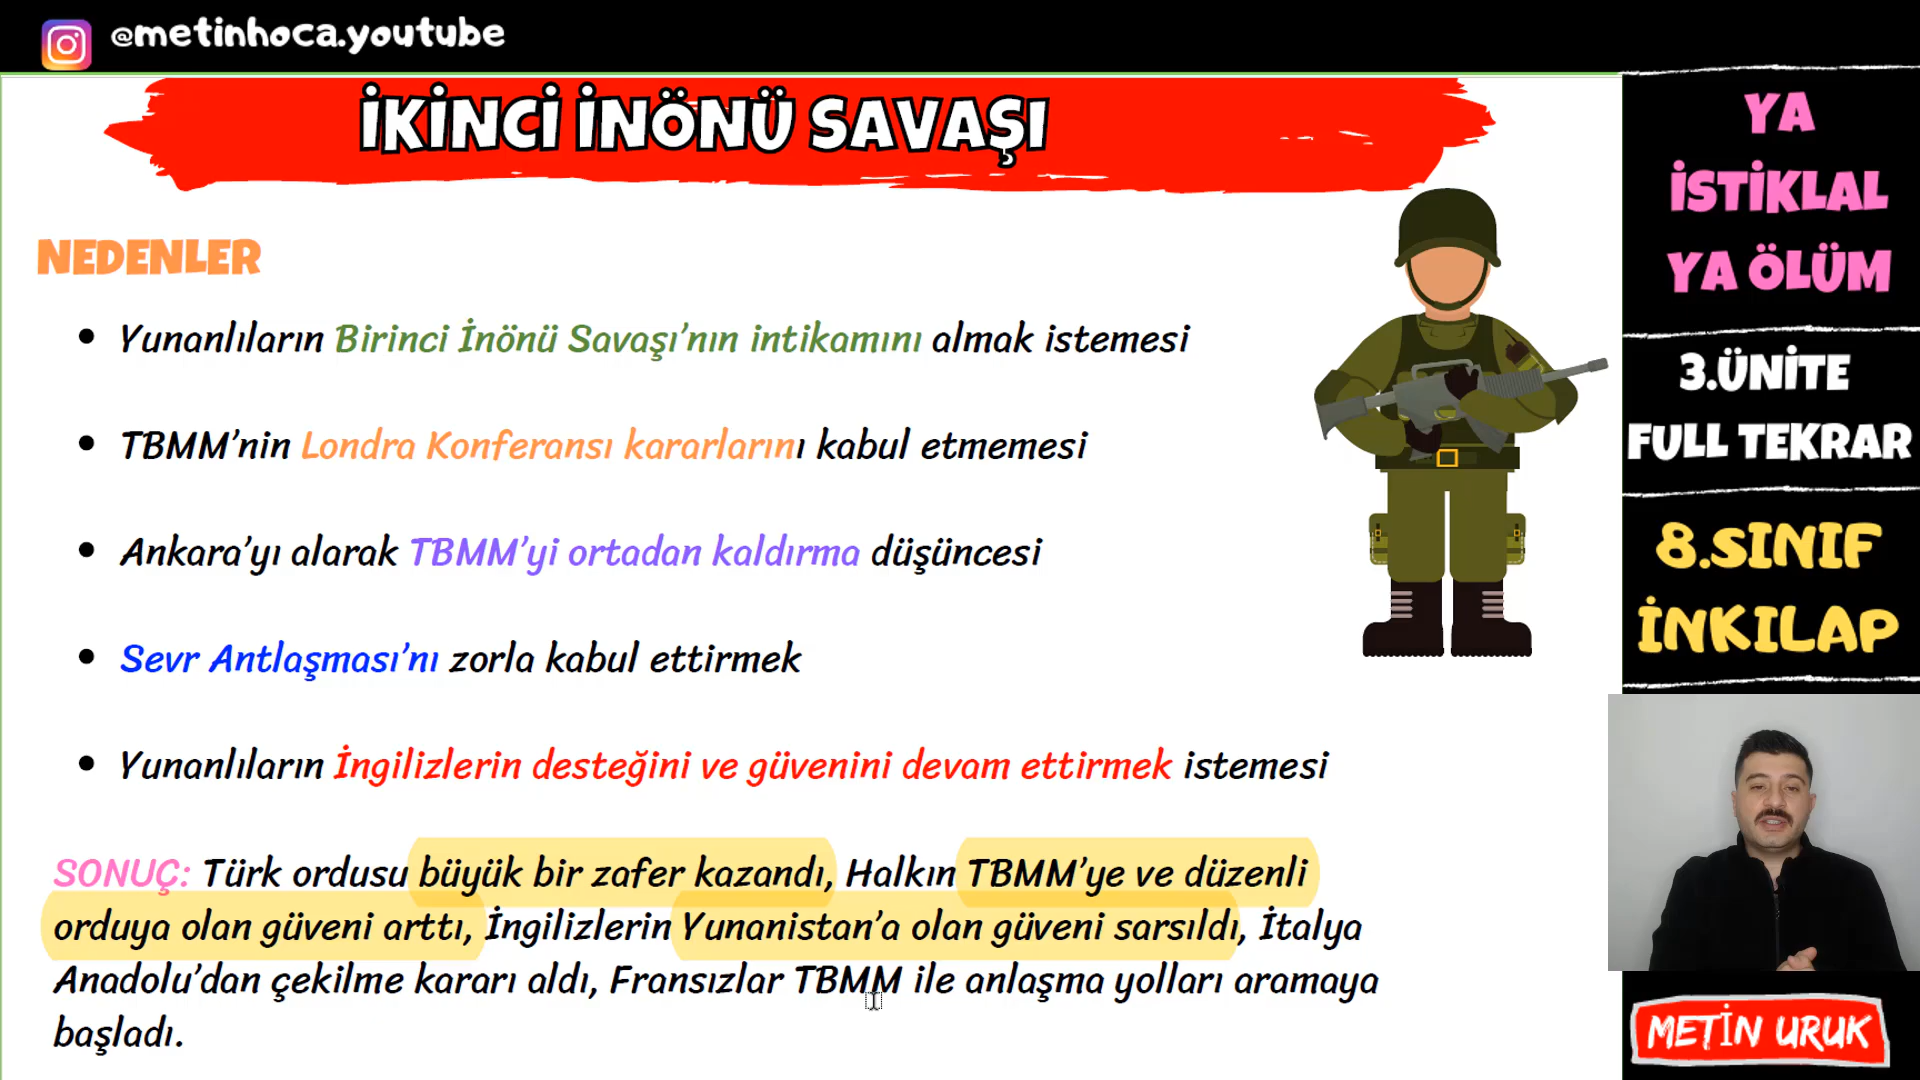 @metinhoca.youtube
İKİNCİ İNÖNÜ SAVAŞI
NEDENLER
• Yunanlıların Birinci İnönü Savaşı’nın intikamını almak istemesi
• TBMM’nin Londra Konferansı kararlarını kabul etmemesi
• Ankara’yı alarak TBMM’yi ortadan kaldırma düşüncesi
• Sevr Antlaşması’nı zorla kabul ettirmek
• Yunanlıların İngilizlerin desteğini ve güvenini devam ettirmek istemesi
SONUÇ: Türk ordusu büyük bir zafer kazandı, Halkın TBMM’ye ve düzenli
orduya olan güveni arttı, İngilizlerin Yunanistan’a olan güveni sarsıldı, İtalya
Anadolu’dan çekilme kararı aldı, Fransızlar TBMM ile anlaşma yolları aramaya
başladı.
YA
İSTİKLAL
YA ÖLÜM
3.ÜNİTE
FULL TEKRAR
8.SINIF
İNKILAP
METİN URUK